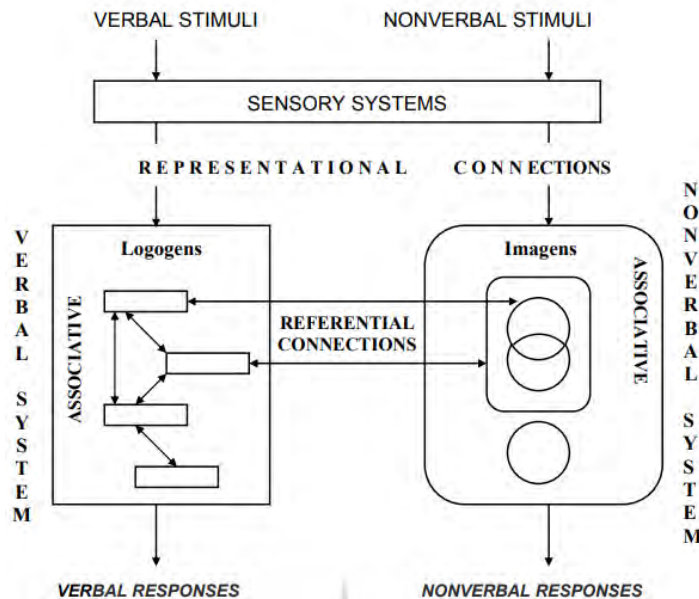 VERBAL STIMULI
NONVERBAL STIMULI
SENSORY SYSTEMS
REPRESENTATIONAL CONNECTIONS
VERBAL SYSTEM
Logogens
ASSOCIATIVE
REFERENTIAL
CONNECTIONS
Imagens
ASSOCIATIVE
NONVERBAL SYSTEM
VERBAL RESPONSES
NONVERBAL RESPONSES